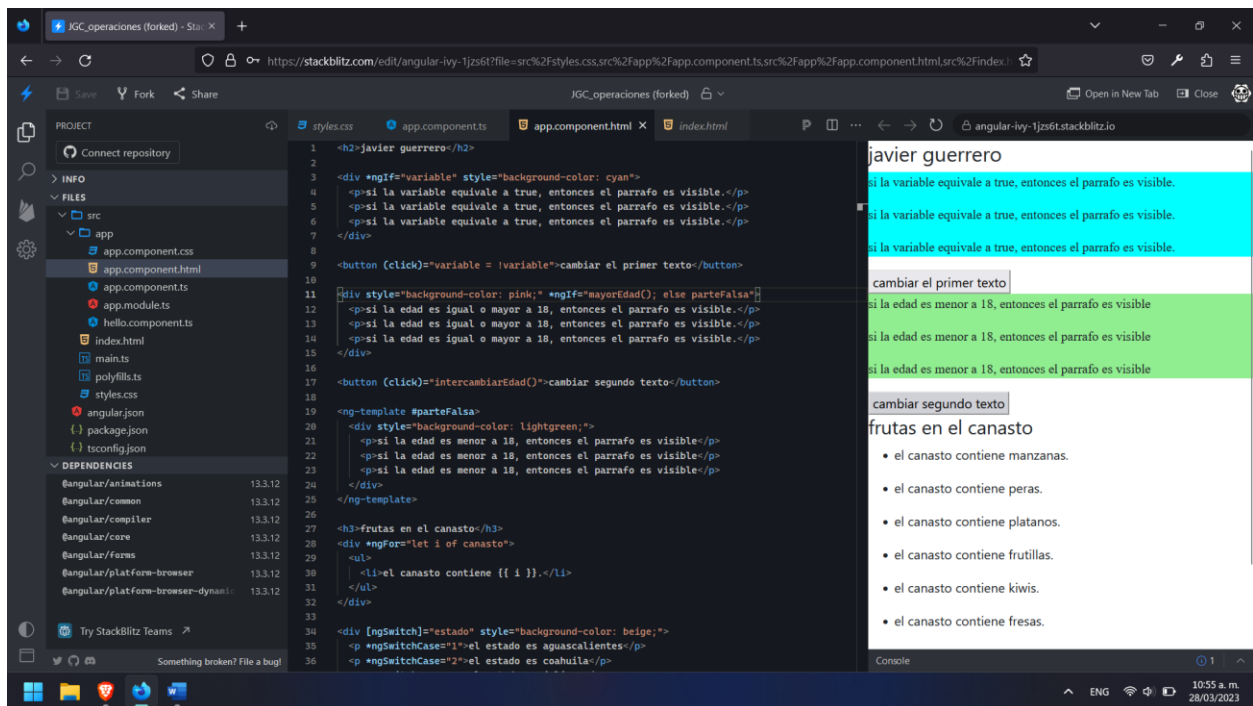 JGC_operaciones (forked) - Stac
https://stackblitz.com/edit/angular-ivy-1jzs6t?file=src%2Fstyles.css,src%2Fapp%2Fapp.component.ts,src%2Fapp%2Fapp.component.html,src%2Findex.h
Save Fork Share JGC_operaciones (forked) Open in New Tab Close
PROJECT
Connect repository
INFO
FILES
src
app
app.component.css
app.component.html
app.component.ts
app.module.ts
hello.component.ts
index.html
main.ts
polyfills.ts
styles.css
angular.json
package.json
tsconfig.json
DEPENDENCIES
@angular/animations 13.3.12
@angular/common 13.3.12
@angular/compiler 13.3.12
@angular/core 13.3.12
@angular/forms 13.3.12
@angular/platform-browser 13.3.12
@angular/platform-browser-dynamic 13.3.12
Try StackBlitz Teams
Something broken? File a bug!
styles.css app.component.ts app.component.html index.html
1 <h2>javier guerrero</h2>
2
3 <div *ngIf="variable" style="background-color: cyan">
4 <p>si la variable equivale a true, entonces el parrafo es visible.</p>
5 <p>si la variable equivale a true, entonces el parrafo es visible.</p>
6 <p>si la variable equivale a true, entonces el parrafo es visible.</p>
7 </div>
8
9 <button (click)="variable = !variable">cambiar el primer texto</button>
10
11 <div style="background-color: pink;" *ngIf="mayorEdad(); else parteFalsa">
12 <p>si la edad es igual o mayor a 18, entonces el parrafo es visible.</p>
13 <p>si la edad es igual o mayor a 18, entonces el parrafo es visible.</p>
14 <p>si la edad es igual o mayor a 18, entonces el parrafo es visible.</p>
15 </div>
16
17 <button (click)="intercambiarEdad()">cambiar segundo texto</button>
18
19 <ng-template #parteFalsa>
20 <div style="background-color: lightgreen;">
21 <p>si la edad es menor a 18, entonces el parrafo es visible</p>
22 <p>si la edad es menor a 18, entonces el parrafo es visible</p>
23 <p>si la edad es menor a 18, entonces el parrafo es visible</p>
24 </div>
25 </ng-template>
26
27 <h3>frutas en el canasto</h3>
28 <div *ngFor="let i of canasto">
29 <ul>
30 <li>el canasto contiene {{ i }}.</li>
31 </ul>
32 </div>
33
34 <div [ngSwitch]="estado" style="background-color: beige;">
35 <p *ngSwitchCase="1">el estado es aguascalientes</p>
36 <p *ngSwitchCase="2">el estado es coahuila</p>
angular-ivy-1jzs6t.stackblitz.io
javier guerrero
si la variable equivale a true, entonces el parrafo es visible.
si la variable equivale a true, entonces el parrafo es visible.
si la variable equivale a true, entonces el parrafo es visible.
cambiar el primer texto
si la edad es menor a 18, entonces el parrafo es visible
si la edad es menor a 18, entonces el parrafo es visible
si la edad es menor a 18, entonces el parrafo es visible
cambiar segundo texto
frutas en el canasto
• el canasto contiene manzanas.
• el canasto contiene peras.
• el canasto contiene platanos.
• el canasto contiene frutillas.
• el canasto contiene kiwis.
• el canasto contiene fresas.
Console 1
ENG 10:55 a. m.
28/03/2023